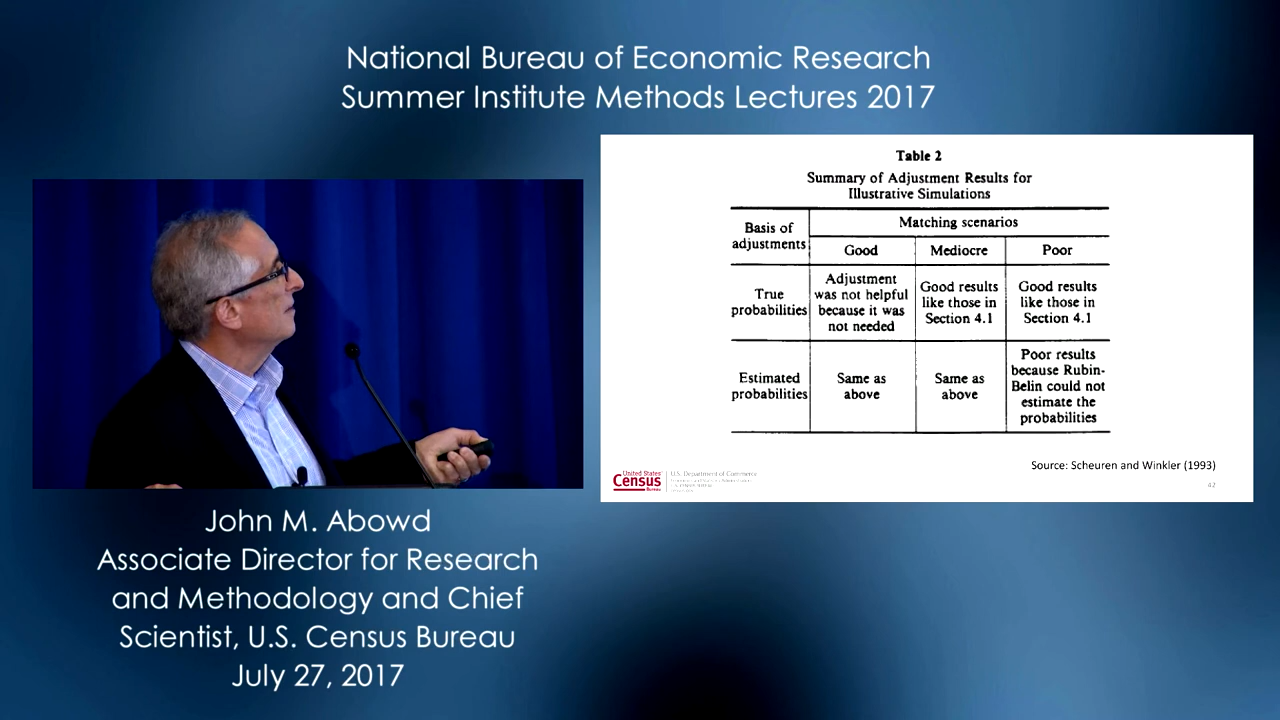 National Bureau of Economic Research
Summer Institute Methods Lectures 2017
Table 2
Summary of Adjustment Results for
Illustrative Simulations
Basis of
adjustments
Matching scenarios
Good
Mediocre
Poor
True
probabilities
Adjustment
was not helpful
because it was
not needed
Good results
like those in
Section 4.1
Good results
like those in
Section 4.1
Estimated
probabilities
Same as
above
Same as
above
Poor results
because Rubin-
Belin could not
estimate the
probabilities
Source: Scheuren and Winkler (1993)
United States
Census
Bureau
U.S. Department of Commerce
42
John M. Abowd
Associate Director for Research
and Methodology and Chief
Scientist, U.S. Census Bureau
July 27, 2017